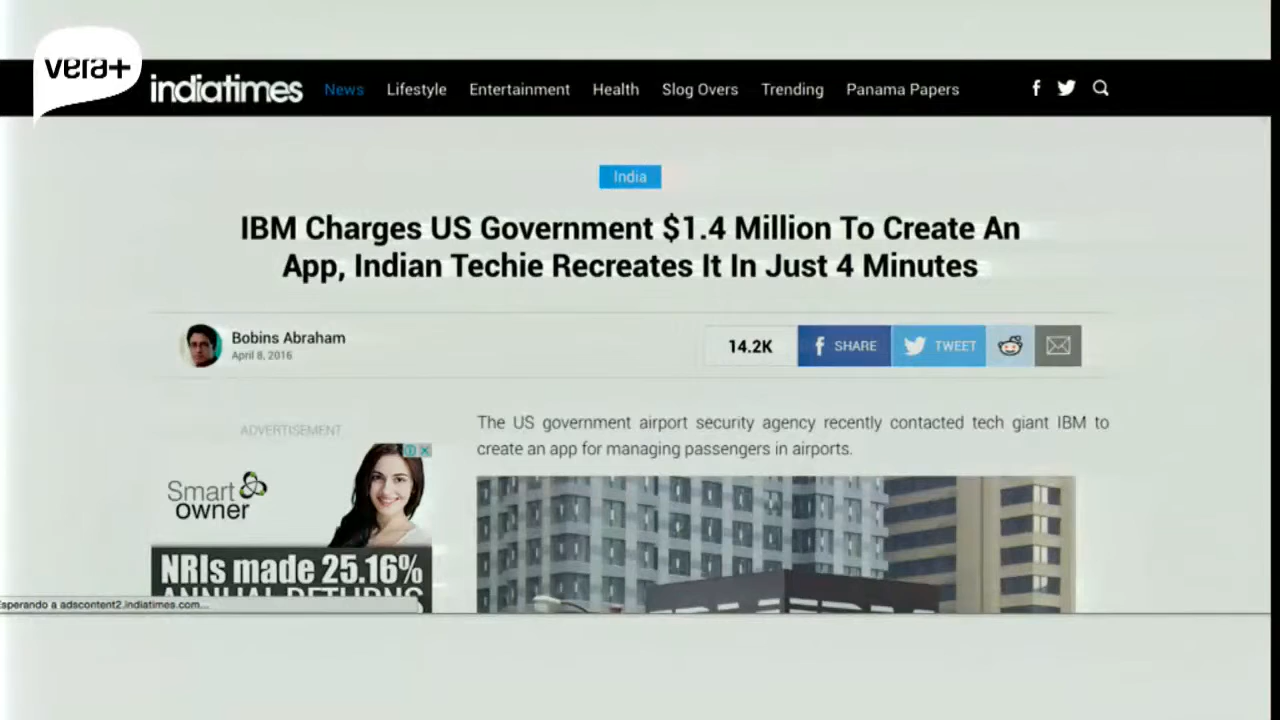 vera+
indiatimes
News Lifestyle Entertainment Health Slog Overs Trending Panama Papers
India
IBM Charges US Government $1.4 Million To Create An
App, Indian Techie Recreates It In Just 4 Minutes
Bobins Abraham
April 8, 2016
14.2K
SHARE
TWEET
ADVERTISEMENT
The US government airport security agency recently contacted tech giant IBM to
create an app for managing passengers in airports.
Smart
owner
NRIs made 25.16%
ANNUAL RETURNS
Esperando a adscontent2.indiatimes.com...